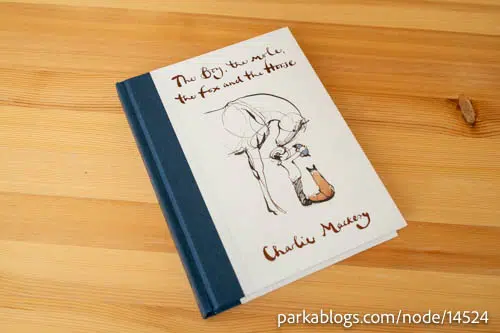 The Boy, the mole,
the Fox and the Horse
Charlie Mackesy
parkablogs.com/node/14524